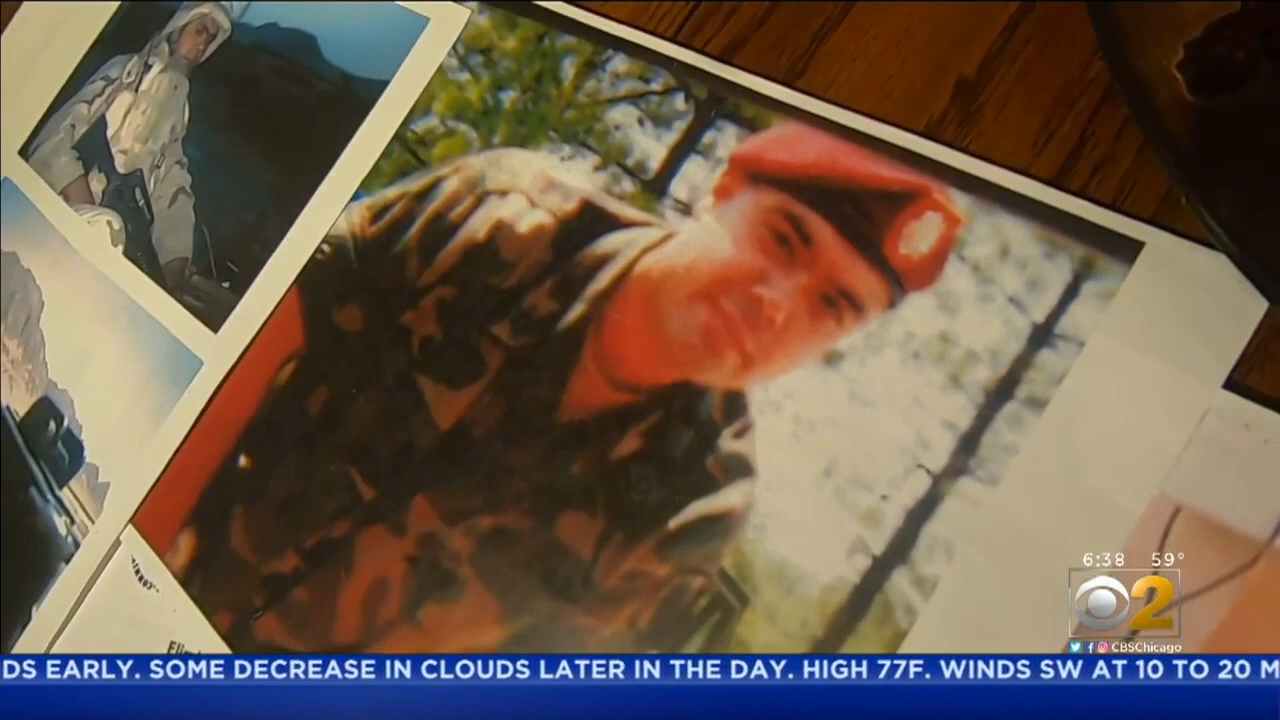 6:38 59°
2
CBSChicago
DS EARLY. SOME DECREASE IN CLOUDS LATER IN THE DAY. HIGH 77F. WINDS SW AT 10 TO 20 M